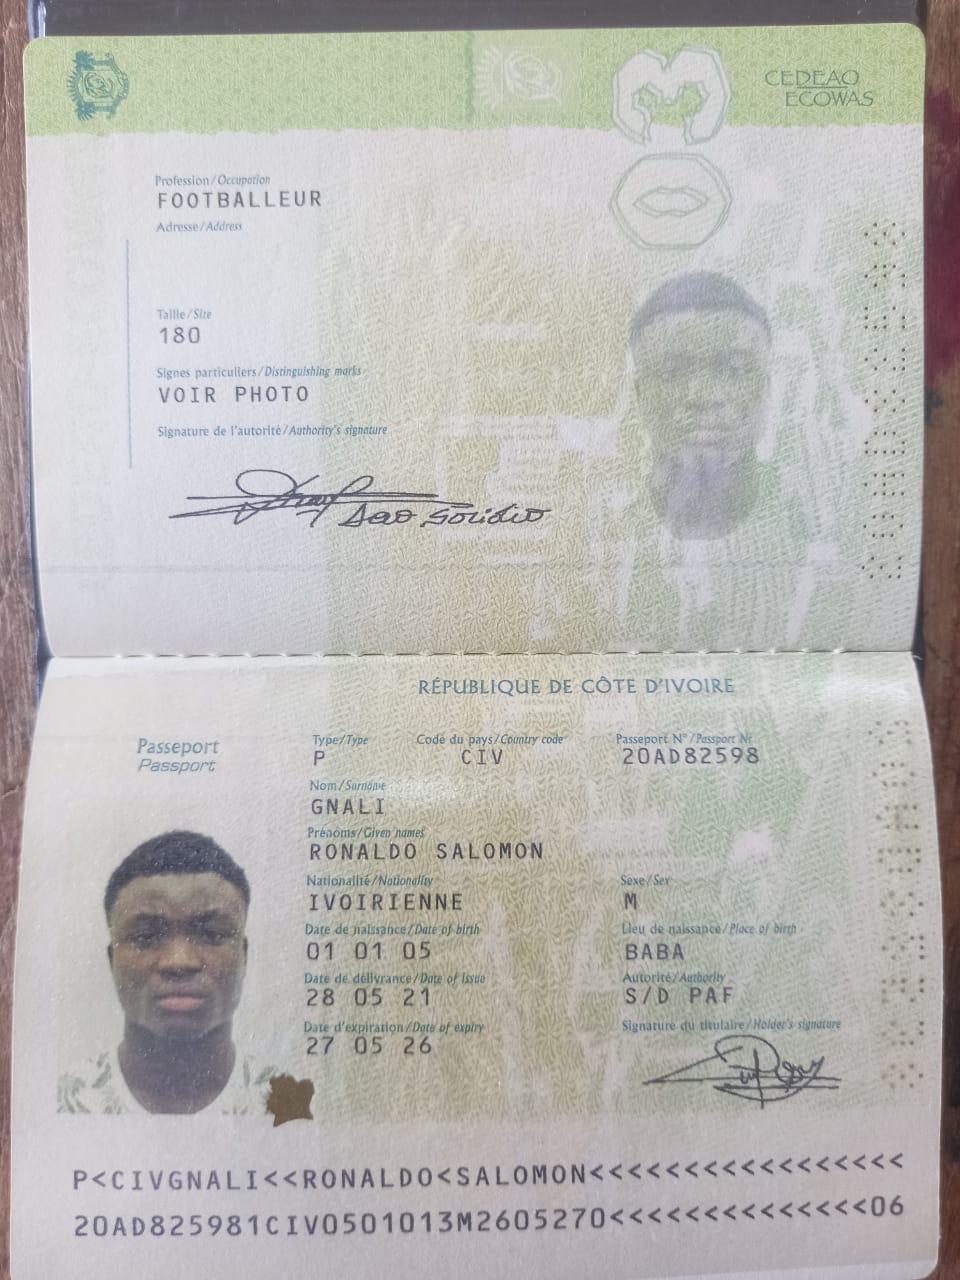 CEDEAO
ECOWAS
Profession/Occupation
FOOTBALLEUR
Adresse/Address
Taille/Size
180
Signes particuliers/Distinguishing marks
VOIR PHOTO
Signature de l'autorité/Authority's signature
RÉPUBLIQUE DE CÔTE D'IVOIRE
Passeport
Passport
Type/Type
P
Code du pays/Country code
CIV
Passeport N°/Passport Nr
20AD82598
Nom/Surname
GNALI
Prénoms/Given names
RONALDO SALOMON
Nationalité/Nationality
IVOIRIENNE
Sexe/Sex
M
Date de naissance/Date of birth
01 01 05
Lieu de naissance/Place of birth
BABA
Date de délivrance/Date of issue
28 05 21
Autorité/Authority
S/D PAF
Date d'expiration/Date of expiry
27 05 26
Signature du titulaire/Holder's signature
P<CIVGNALI<<RONALDO<SALOMON<<<<<<<<<<<<<<<<<
20AD825981CIV0501013M2605270<<<<<<<<<<<<<<06